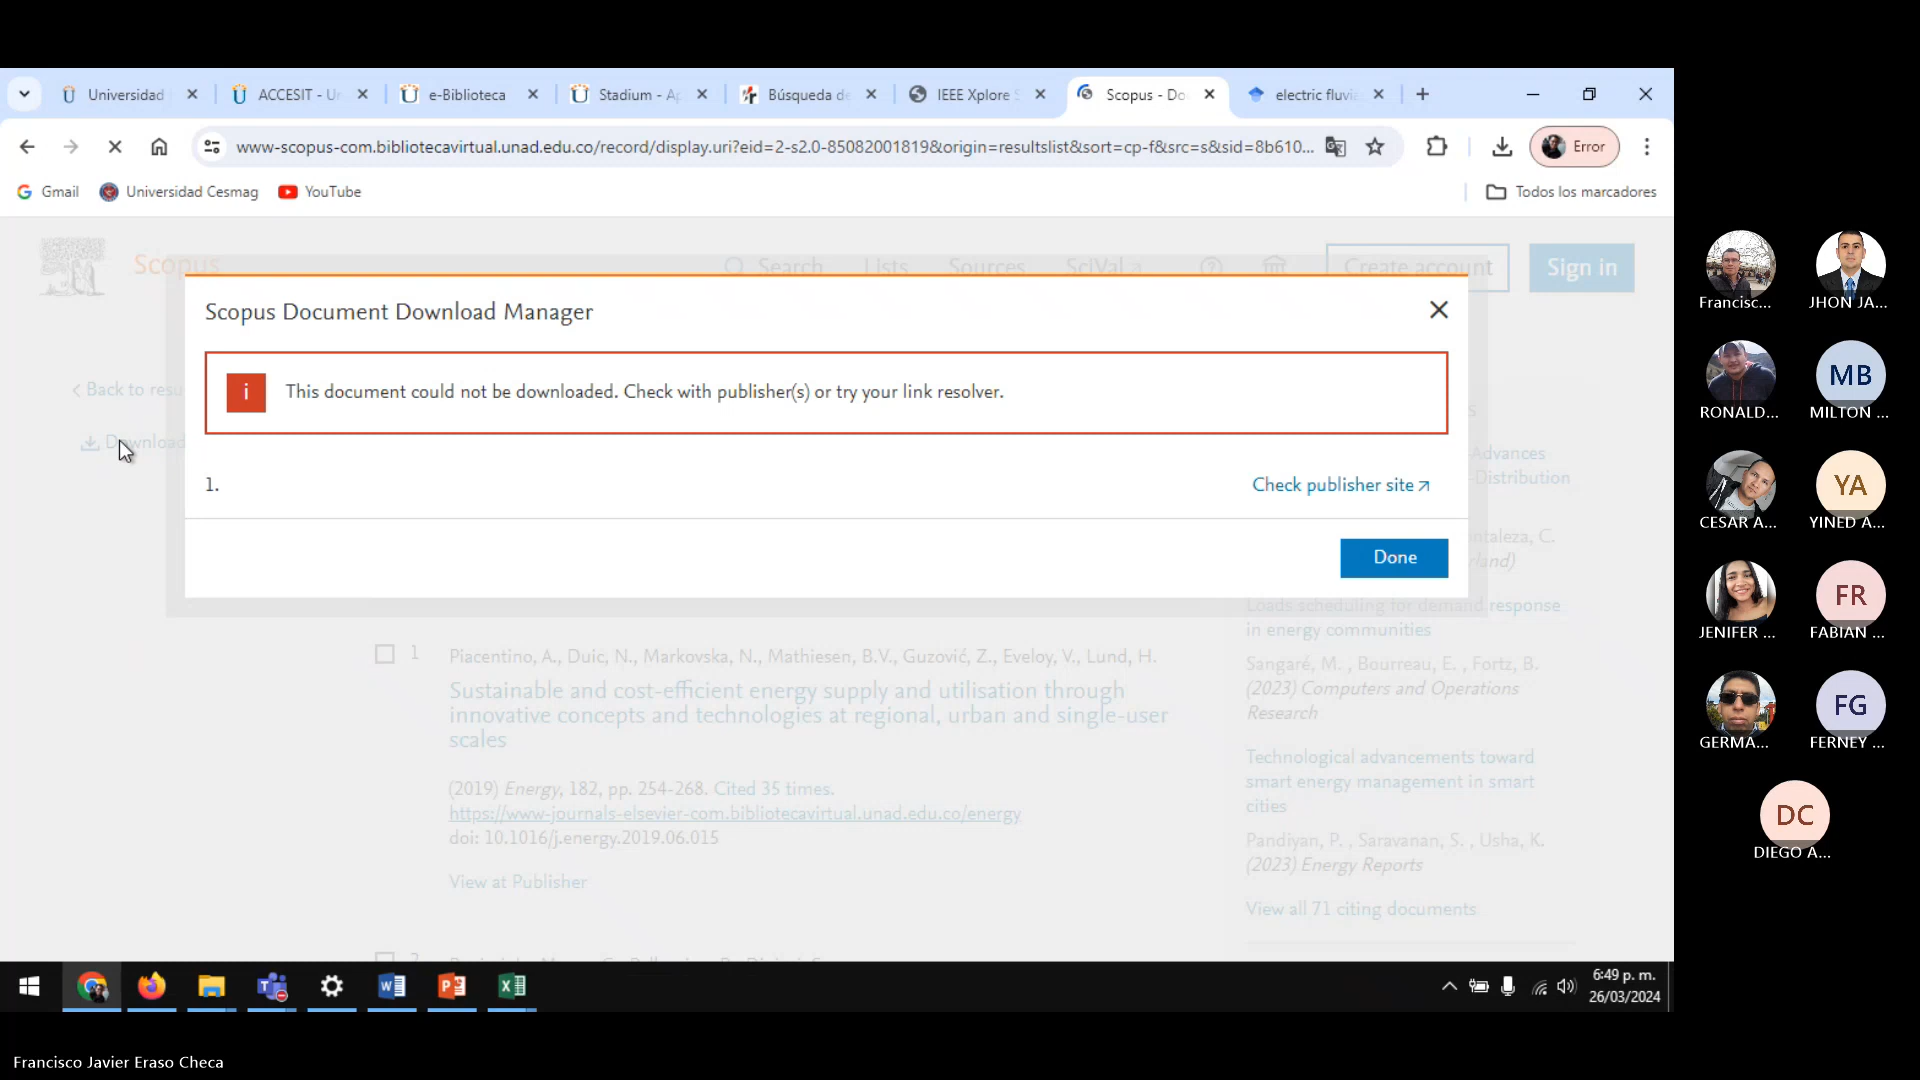 Universidad
ACCESIT - Un
e-Biblioteca
Stadium - Ap
Búsqueda de
IEEE Xplore S
Scopus - Do
electric fluvia
www-scopus-com.bibliotecavirtual.unad.edu.co/record/display.uri?eid=2-s2.0-85082001819&origin=resultslist&sort=cp-f&src=s&sid=8b610...
Error
Gmail
Universidad Cesmag
YouTube
Todos los marcadores
Scopus
Search
Lists
Sources
SciVal
Create account
Sign in
Scopus Document Download Manager
i This document could not be downloaded. Check with publisher(s) or try your link resolver.
Back to resu
Download
1.
Check publisher site
Done
Advances
-Distribution
ntaleza, C.
rland)
Loads scheduling for demand response
in energy communities
Sangaré, M. , Bourreau, E. , Fortz, B.
(2023) Computers and Operations
Research
Technological advancements toward
smart energy management in smart
cities
Pandiyan, P. , Saravanan, S. , Usha, K.
(2023) Energy Reports
View all 71 citing documents
1
Piacentino, A., Duic, N., Markovska, N., Mathiesen, B.V., Guzović, Z., Eveloy, V., Lund, H.
Sustainable and cost-efficient energy supply and utilisation through
innovative concepts and technologies at regional, urban and single-user
scales
(2019) Energy, 182, pp. 254-268. Cited 35 times.
https://www-journals-elsevier-com.bibliotecavirtual.unad.edu.co/energy
doi: 10.1016/j.energy.2019.06.015
View at Publisher
6:49 p. m.
26/03/2024
Francisc...
JHON JA...
RONALD...
MB
MILTON ...
CESAR A...
YA
YINED A...
JENIFER ...
FR
FABIAN ...
GERMA...
FG
FERNEY ...
DC
DIEGO A...
Francisco Javier Eraso Checa